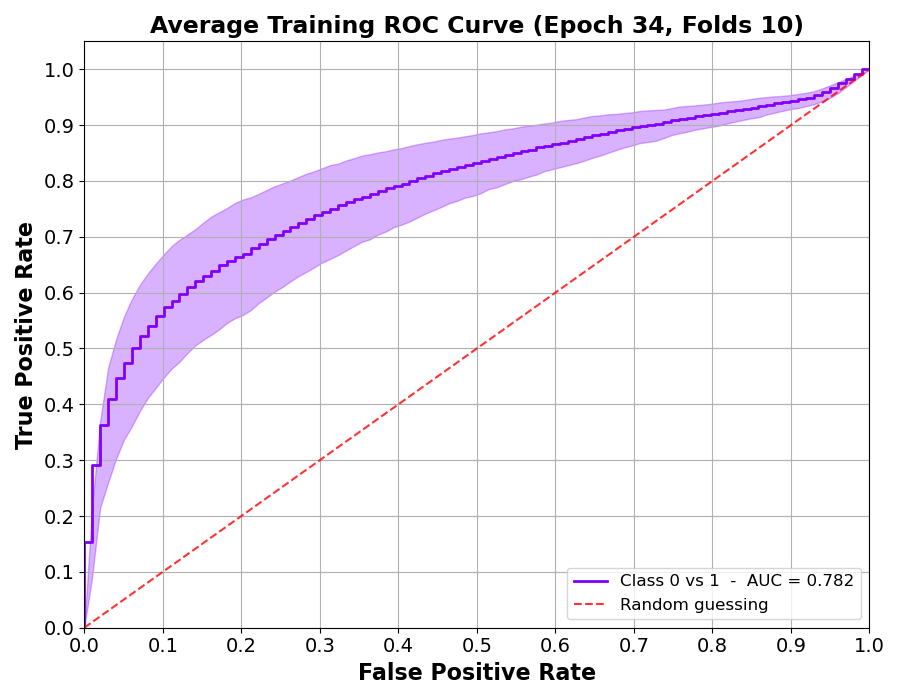 Average Training ROC Curve (Epoch 34, Folds 10)
True Positive Rate
1.0
0.9
0.8
0.7
0.6
0.5
0.4
0.3
0.2
0.1
0.0
Class 0 vs 1 - AUC = 0.782
Random guessing
0.0 0.1 0.2 0.3 0.4 0.5 0.6 0.7 0.8 0.9 1.0
False Positive Rate